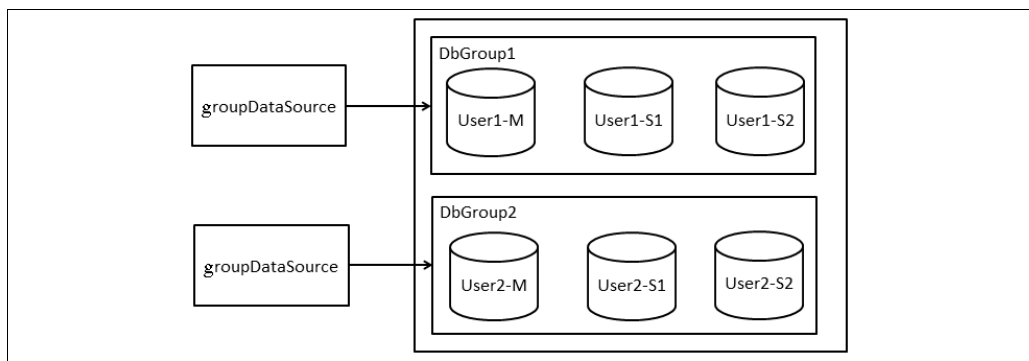 DbGroup1
groupDataSource
User1-M
User1-S1
User1-S2
DbGroup2
groupDataSource
User2-M
User2-S1
User2-S2